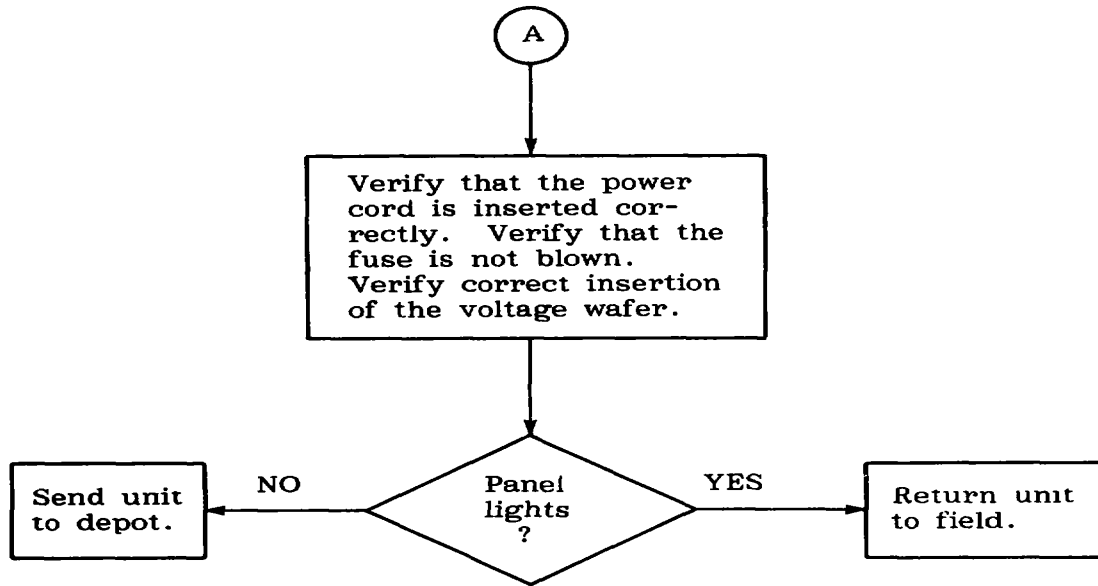 A
Verify that the power
cord is inserted cor-
rectly. Verify that the
fuse is not blown.
Verify correct insertion
of the voltage wafer.
NO
Panel
lights
?
YES
Send unit
to depot.
Return unit
to field.